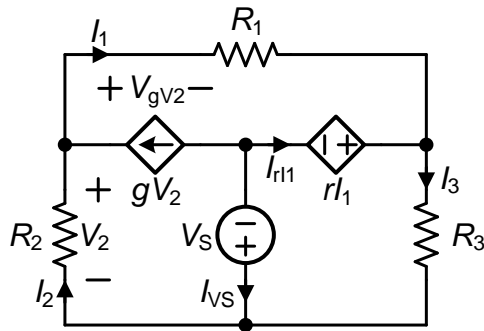 I1
R1
+ VgV2 −
IrI1
− +
I3
+
gV2
rI1
R2
V2
VS
−
+
R3
I2
−
IVS